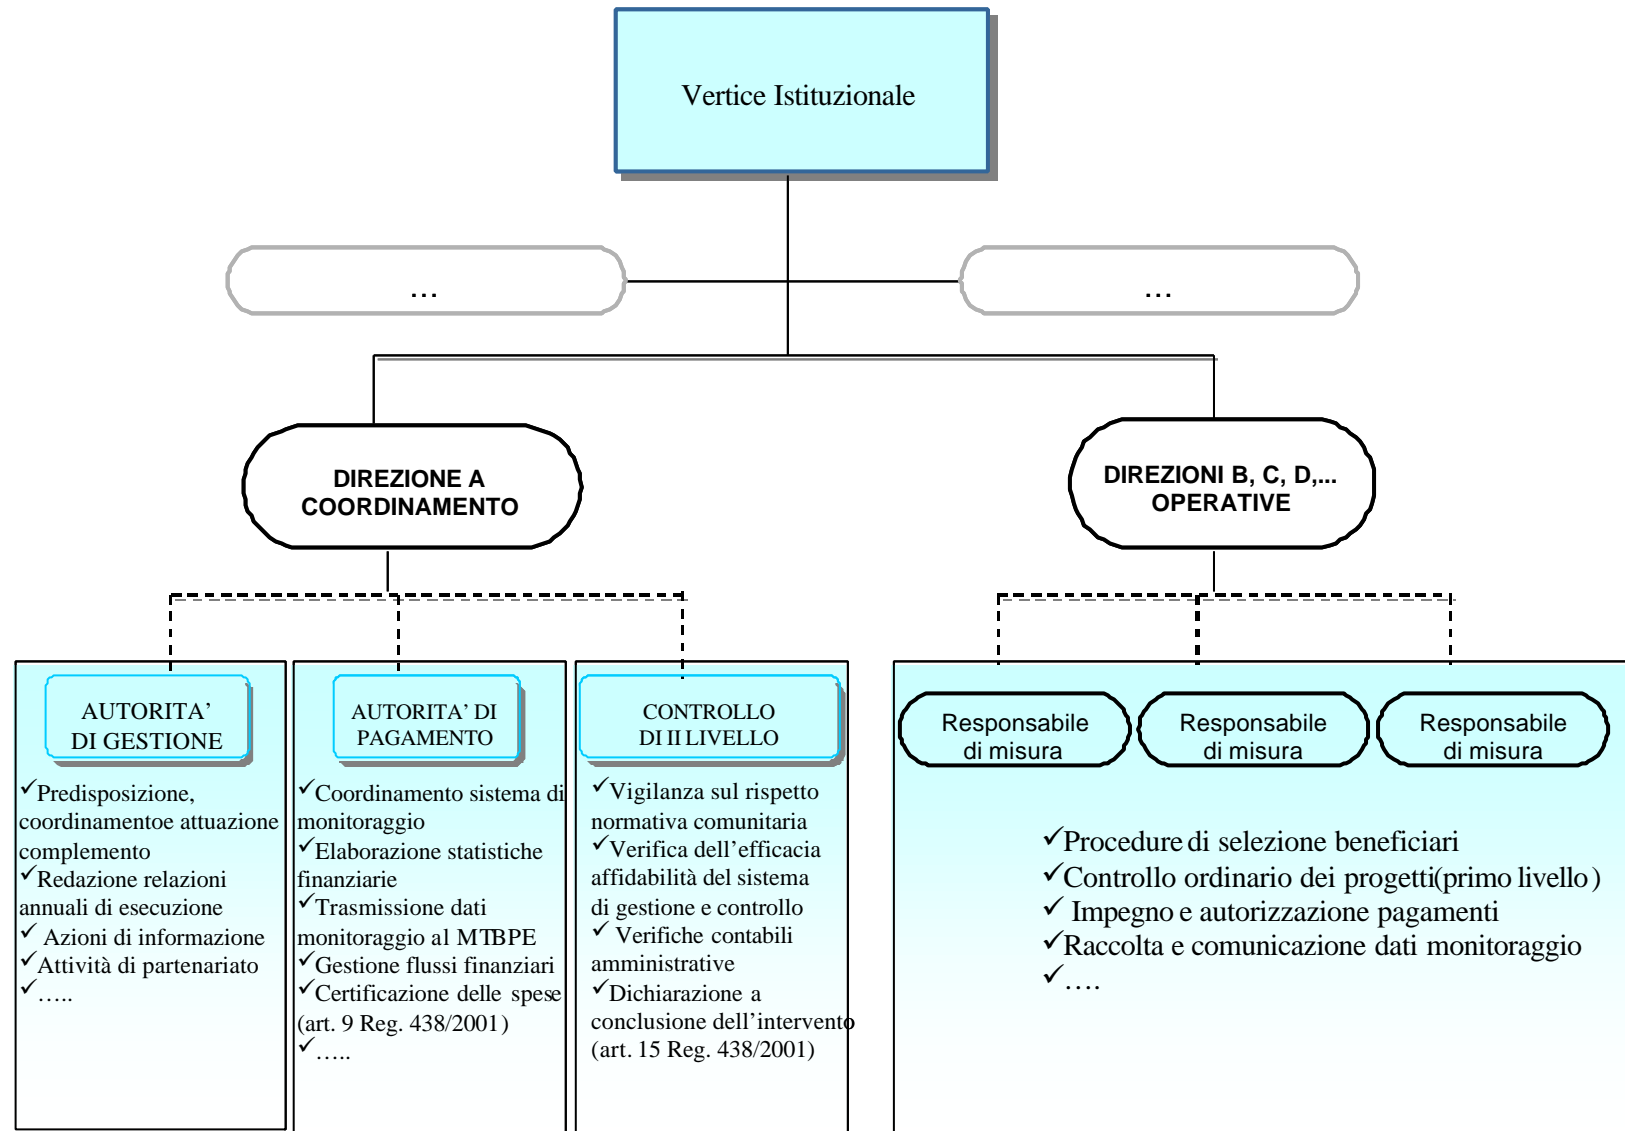 Vertice Istituzionale
...
...
DIREZIONE A
COORDINAMENTO
DIREZIONI B, C, D,...
OPERATIVE
AUTORITA’
DI GESTIONE
✓Predisposizione,
coordinamentoe attuazione
complemento
✓Redazione relazioni
annuali di esecuzione
✓ Azioni di informazione
✓Attività di partenariato
✓…..
AUTORITA’ DI
PAGAMENTO
✓Coordinamento sistema di
monitoraggio
✓Elaborazione statistiche
finanziarie
✓Trasmissione dati
monitoraggio al MTBPE
✓Gestione flussi finanziari
✓Certificazione delle spese
(art. 9 Reg. 438/2001)
✓…..
CONTROLLO
DI II LIVELLO
✓Vigilanza sul rispetto
normativa comunitaria
✓Verifica dell’efficacia
affidabilità del sistema
di gestione e controllo
✓ Verifiche contabili
amministrative
✓Dichiarazione a
conclusione dell’intervento
(art. 15 Reg. 438/2001)
Responsabile
di misura
Responsabile
di misura
Responsabile
di misura
✓Procedure di selezione beneficiari
✓Controllo ordinario dei progetti(primo livello)
✓ Impegno e autorizzazione pagamenti
✓Raccolta e comunicazione dati monitoraggio
✓….